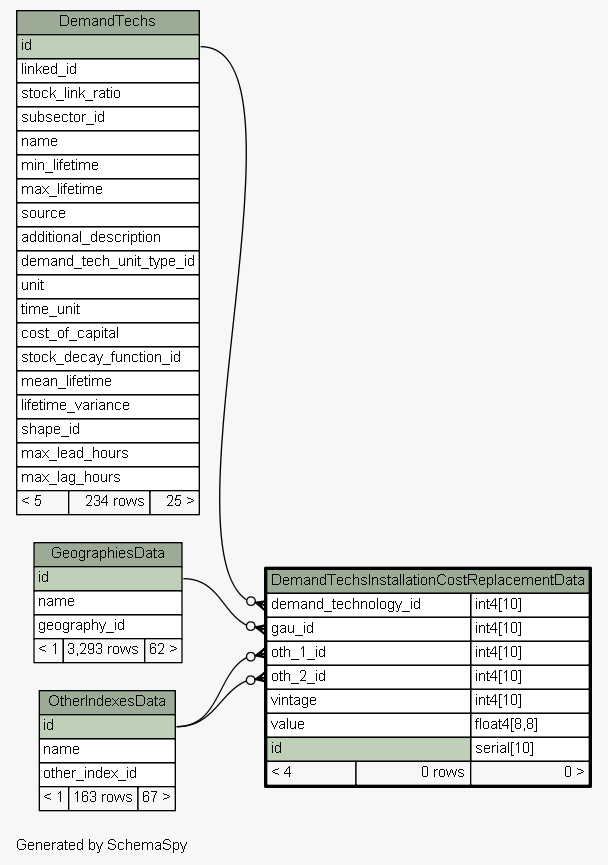 DemandTechs
id
linked_id
stock_link_ratio
subsector_id
name
min_lifetime
max_lifetime
source
additional_description
demand_tech_unit_type_id
unit
time_unit
cost_of_capital
stock_decay_function_id
mean_lifetime
lifetime_variance
shape_id
max_lead_hours
max_lag_hours
< 5 234 rows 25 >
GeographiesData
id
name
geography_id
< 1 3,293 rows 62 >
OtherIndexesData
id
name
other_index_id
< 1 163 rows 67 >
DemandTechsInstallationCostReplacementData
demand_technology_id int4[10]
gau_id int4[10]
oth_1_id int4[10]
oth_2_id int4[10]
vintage int4[10]
value float4[8,8]
id serial[10]
< 4 0 rows 0 >
Generated by SchemaSpy